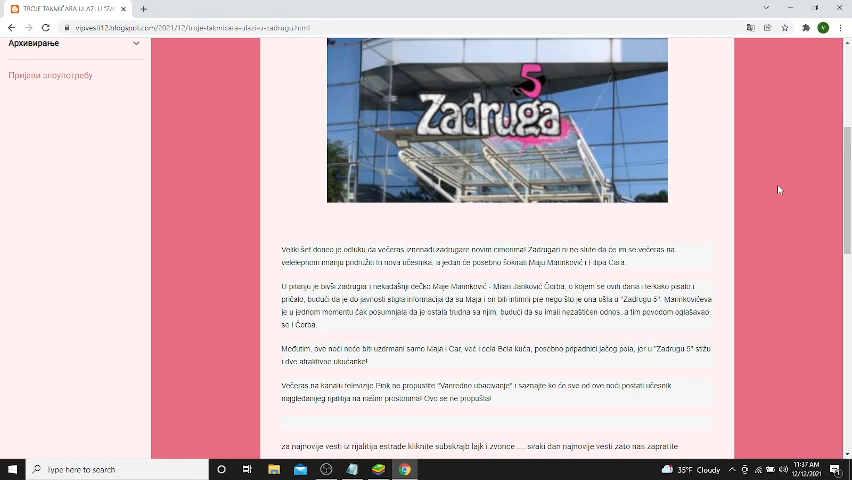 TROJE TAKMIČARA ULAZI U "ZA
vipvesti12.blogspot.com/2021/12/troje-takmicara-ulazi-u-zadrugu.html
Архивирање
Пријави злоупотребу
5
Zadruga
Veliki šef doneo je odluku da večeras iznenadi zadrugare novim cimerima! Zadrugari ni ne slute da će im se večeras na
velelepnom imanju pridružiti tri nova učesnika, a jedan će posebno šokirati Maju Marinković i Filipa Cara.
U pitanju je bivši zadrugar i nekadašnji dečko Maje Marinković - Milan Janković Čorba, o kojem se ovih dana i te kako pisalo i
pričalo, budući da je do javnosti stigla informacija da su Maja i on bili intimni pre nego što je ona ušla u "Zadrugu 5". Marinkovićeva
je u jednom momentu čak posumnjala da je ostala trudna sa njim, budući da su imali nezaštićen odnos, a tim povodom oglašavao
se i Čorba.
Međutim, ove noći neće biti uzdrmani samo Maja i Car, već i cela Bela kuća, posebno pripadnici jačeg pola, jer u "Zadrugu 5" stižu
i dve atraktivne ukućanke!
Večeras na kanalu televizije Pink ne propustite "Vanredno ubacivanje" i saznajte ko će sve od ove noći postati učesnik
najgledanijeg rijalitija na našim prostorima! Ovo se ne propušta!
za najnovije vesti iz rijalitija estrade kliknite subskrajb lajk i zvonce .... svaki dan najnovije vesti zato nas zapratite
Type here to search
35°F Cloudy
11:37 AM
12/12/2021